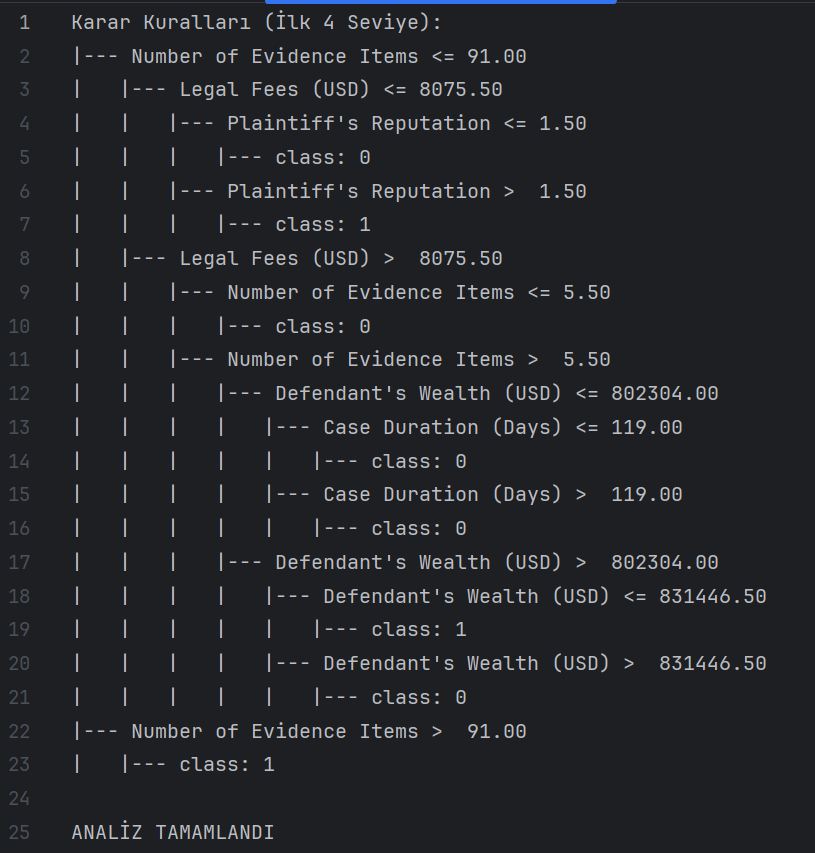 1 Karar Kuralları (İlk 4 Seviye):
2 |--- Number of Evidence Items <= 91.00
3 |   |--- Legal Fees (USD) <= 8075.50
4 |   |   |--- Plaintiff's Reputation <= 1.50
5 |   |   |   |--- class: 0
6 |   |   |--- Plaintiff's Reputation >  1.50
7 |   |   |   |--- class: 1
8 |   |--- Legal Fees (USD) >  8075.50
9 |   |   |--- Number of Evidence Items <= 5.50
10 |   |   |   |--- class: 0
11 |   |   |--- Number of Evidence Items >  5.50
12 |   |   |   |--- Defendant's Wealth (USD) <= 802304.00
13 |   |   |   |   |--- Case Duration (Days) <= 119.00
14 |   |   |   |   |   |--- class: 0
15 |   |   |   |   |--- Case Duration (Days) >  119.00
16 |   |   |   |   |   |--- class: 0
17 |   |   |   |--- Defendant's Wealth (USD) >  802304.00
18 |   |   |   |   |--- Defendant's Wealth (USD) <= 831446.50
19 |   |   |   |   |   |--- class: 1
20 |   |   |   |   |--- Defendant's Wealth (USD) >  831446.50
21 |   |   |   |   |   |--- class: 0
22 |--- Number of Evidence Items >  91.00
23 |   |--- class: 1
24
25 ANALİZ TAMAMLANDI